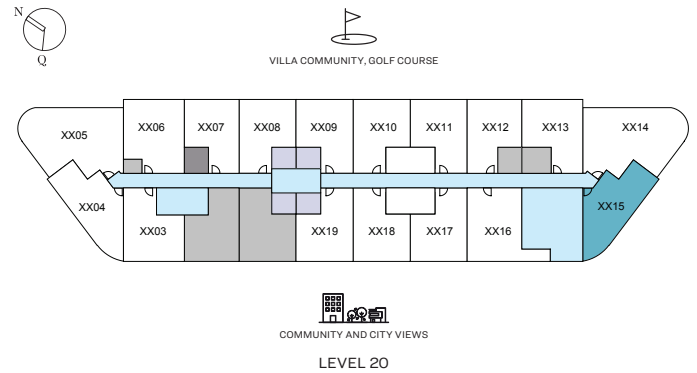 N
Q
VILLA COMMUNITY, GOLF COURSE
XX05
XX06
XX07
XX08
XX09
XX10
XX11
XX12
XX13
XX14
XX04
XX15
XX03
XX19
XX18
XX17
XX16
COMMUNITY AND CITY VIEWS
LEVEL 20